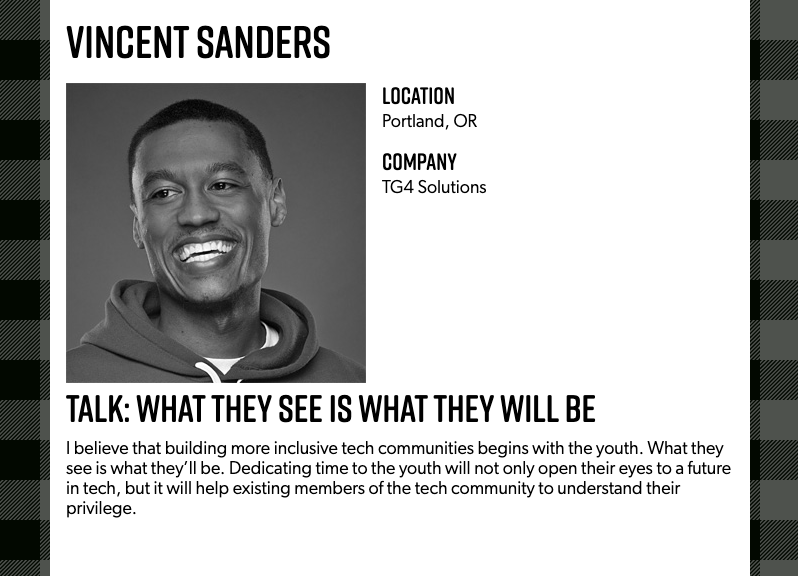 VINCENT SANDERS
LOCATION
Portland, OR
COMPANY
TG4 Solutions
TALK: WHAT THEY SEE IS WHAT THEY WILL BE
I believe that building more inclusive tech communities begins with the youth. What they
see is what they’ll be. Dedicating time to the youth will not only open their eyes to a future
in tech, but it will help existing members of the tech community to understand their
privilege.